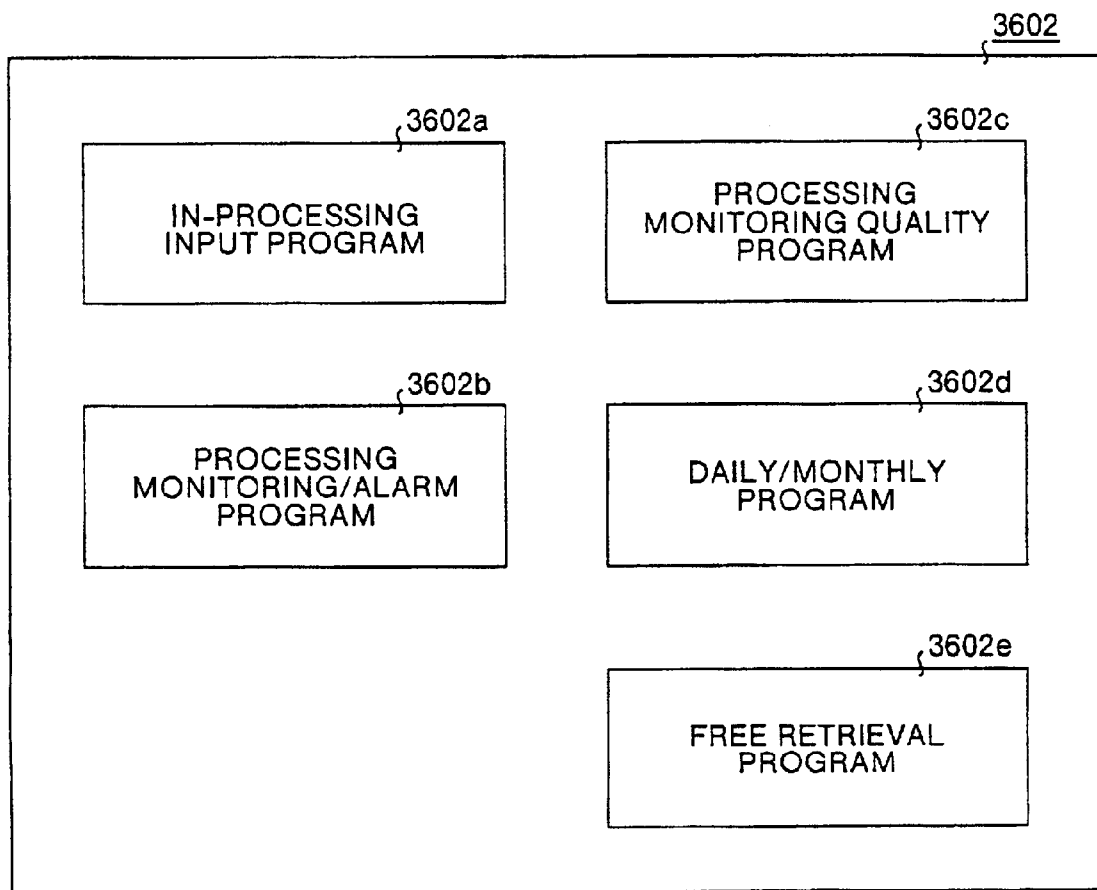 3602
3602a
IN-PROCESSING
INPUT PROGRAM
3602c
PROCESSING
MONITORING QUALITY
PROGRAM
3602b
PROCESSING
MONITORING/ALARM
PROGRAM
3602d
DAILY/MONTHLY
PROGRAM
3602e
FREE RETRIEVAL
PROGRAM